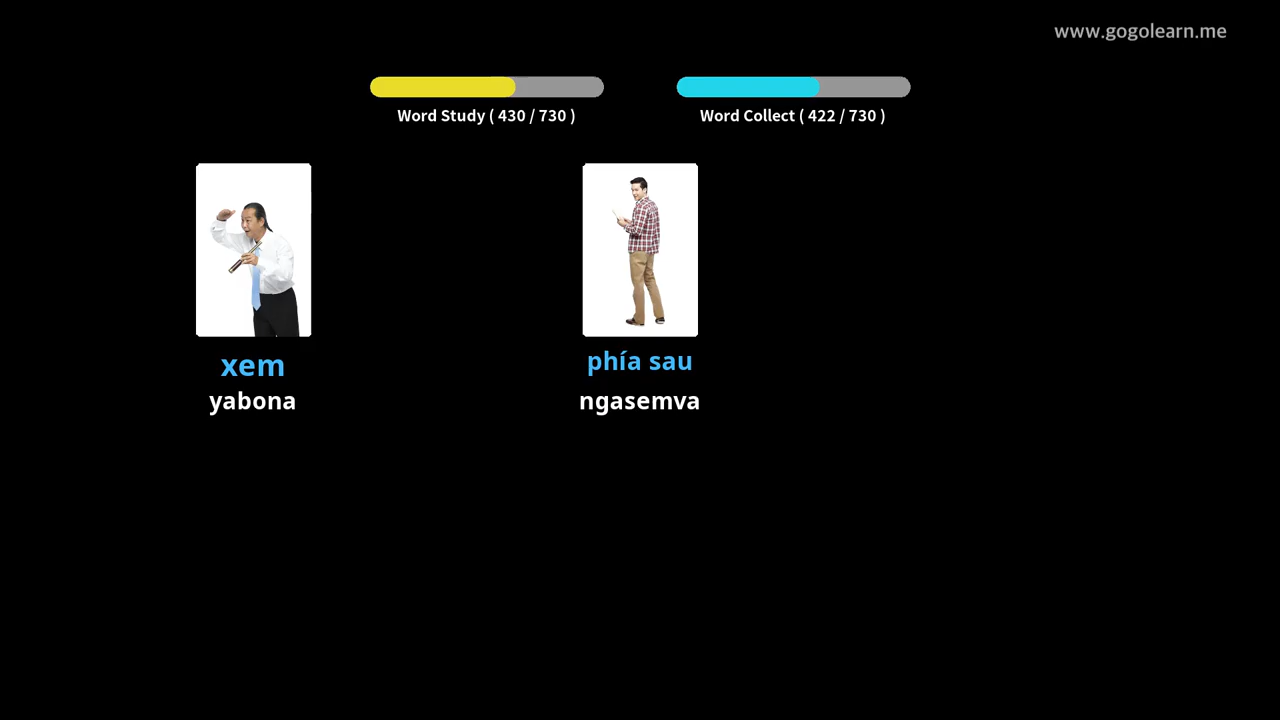 www.gogolearn.me
Word Study ( 430 / 730 )
Word Collect ( 422 / 730 )
xem
yabona
phía sau
ngasemva